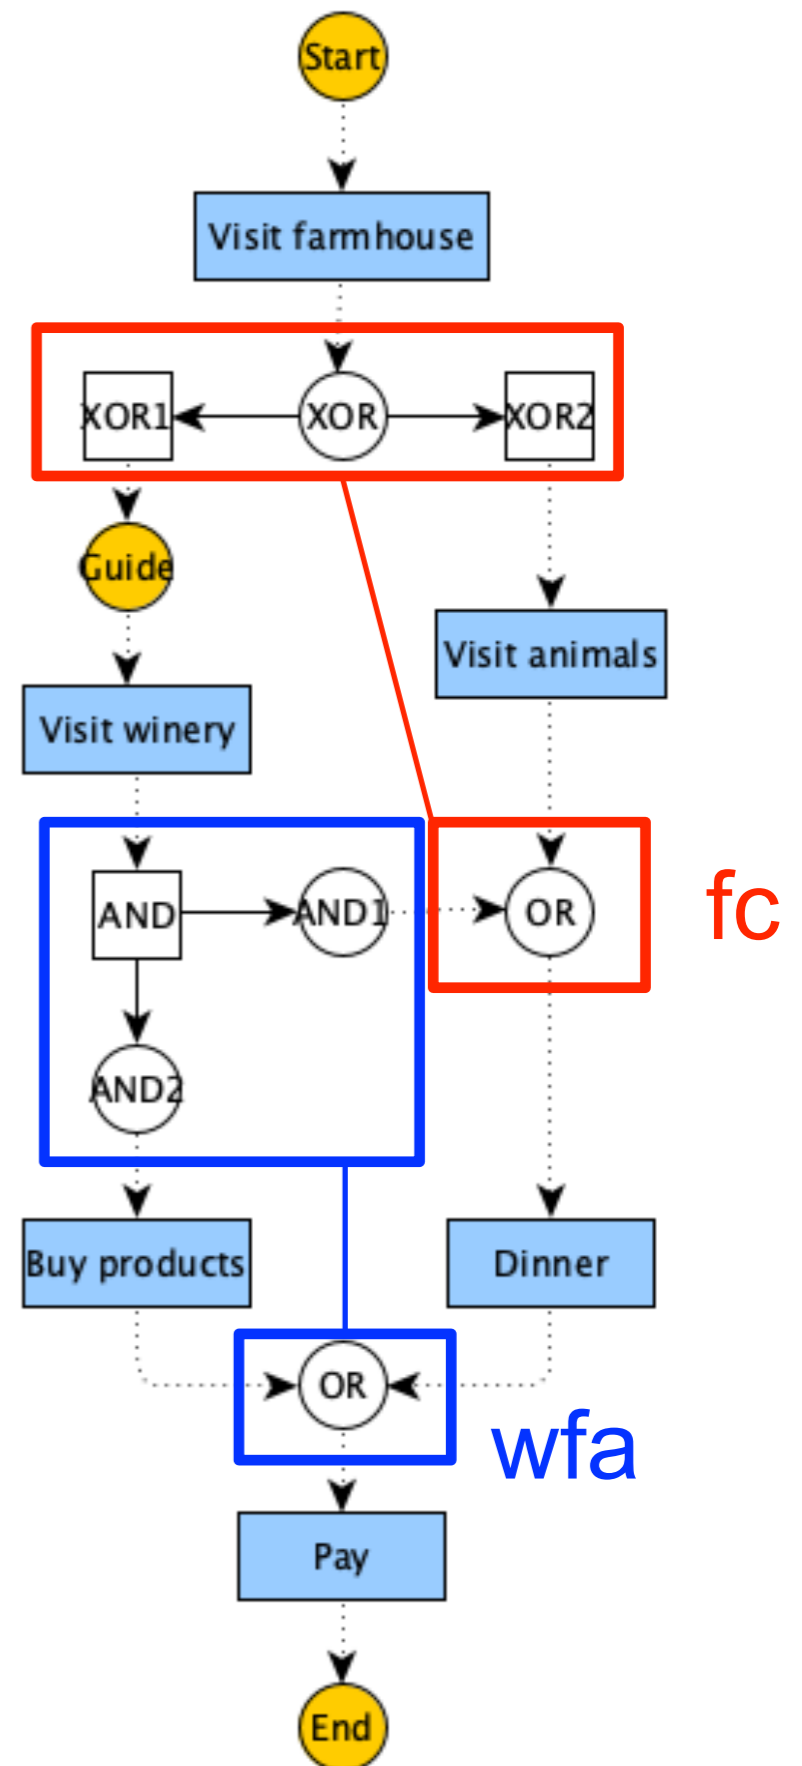 Start
Visit farmhouse
XOR1
XOR
XOR2
Guide
Visit animals
Visit winery
AND
AND1
OR
fc
AND2
Buy products
Dinner
OR
wfa
Pay
End